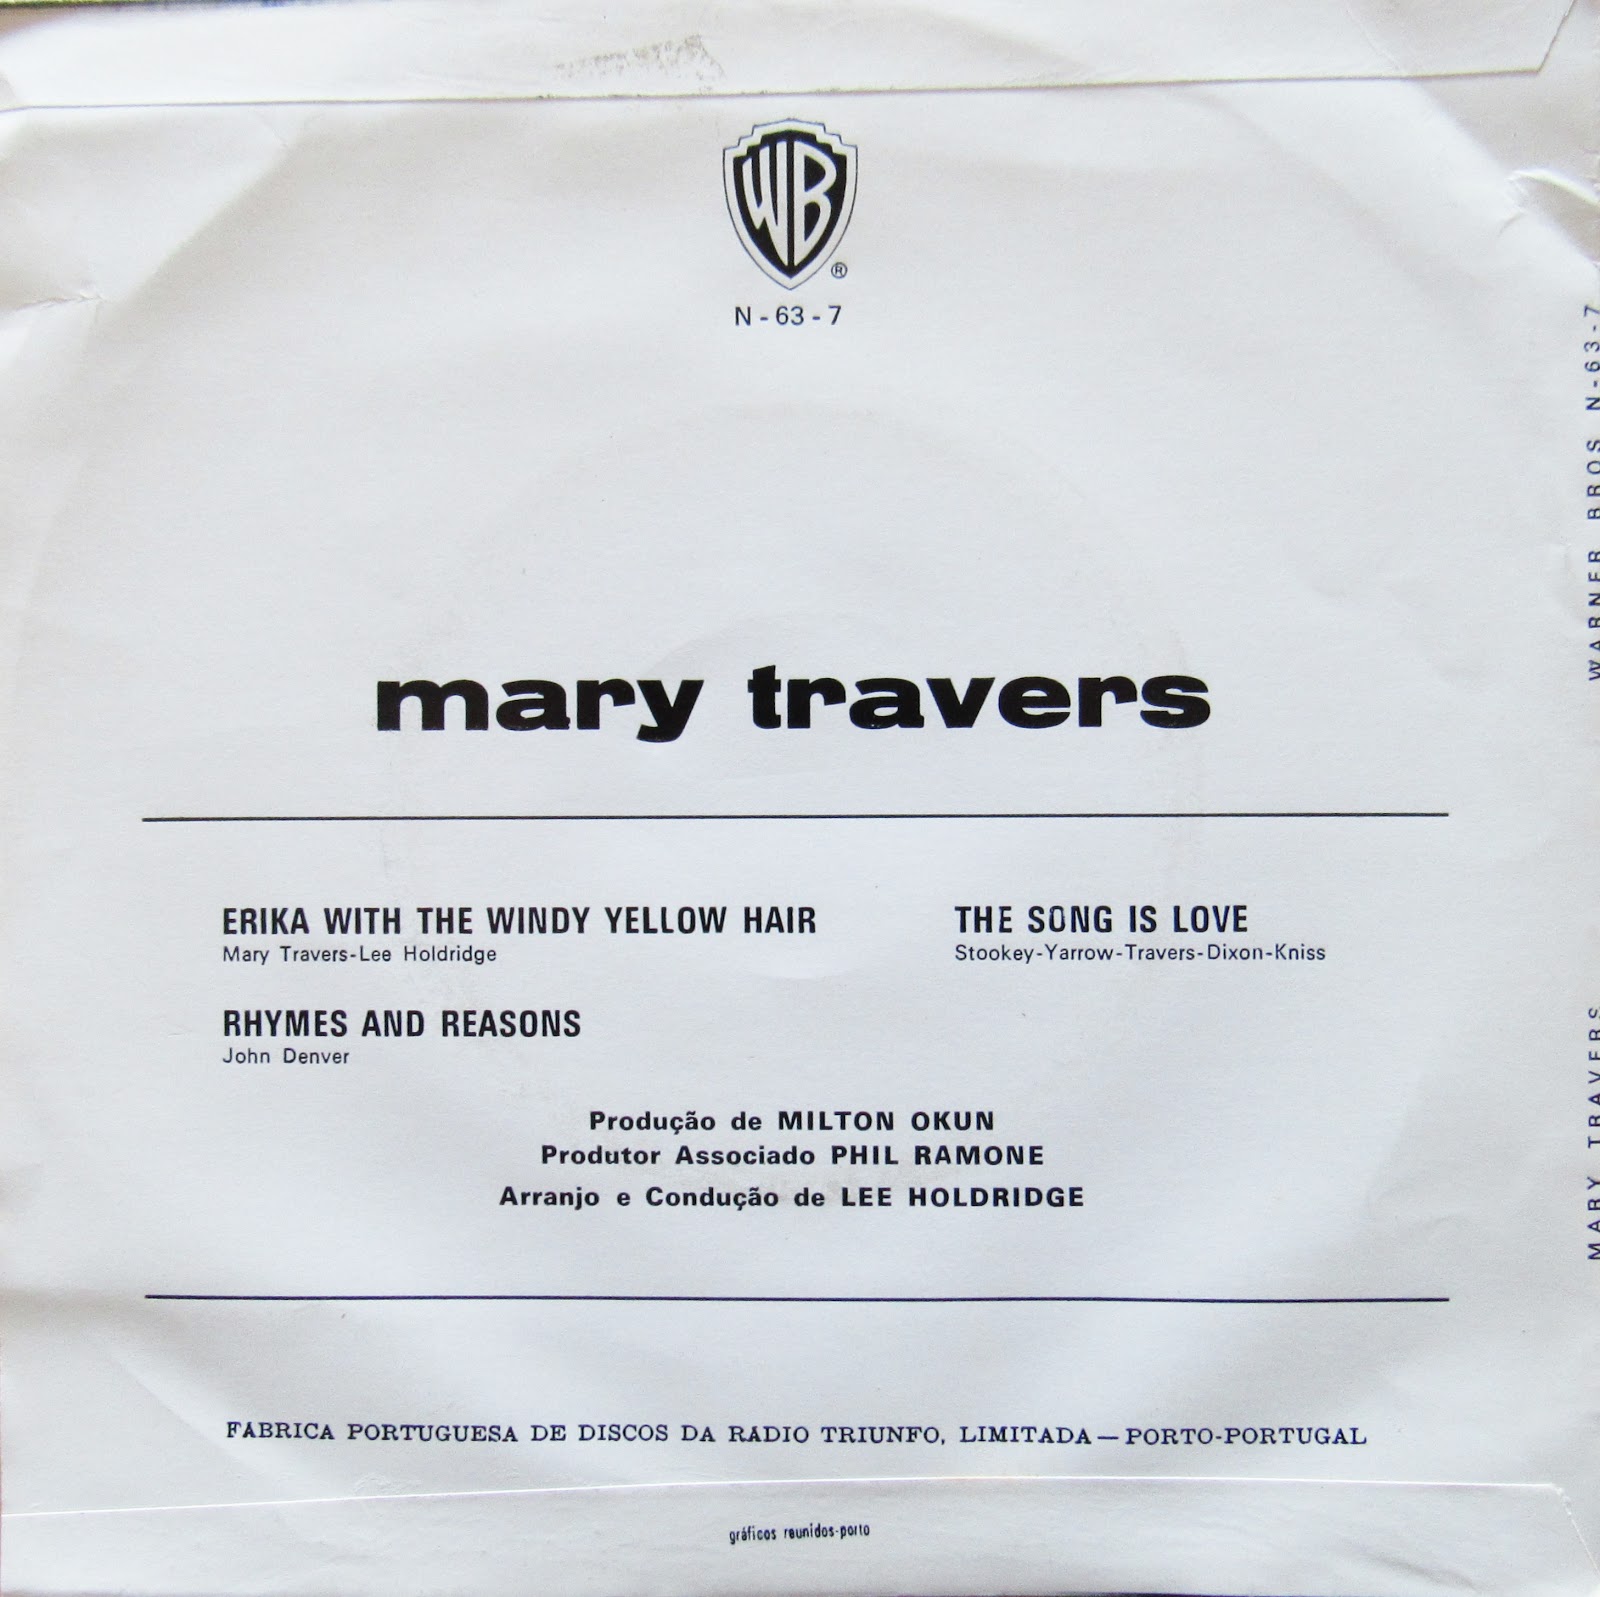 WB
®
N - 63 - 7
mary travers
ERIKA WITH THE WINDY YELLOW HAIR
Mary Travers-Lee Holdridge
RHYMES AND REASONS
John Denver
THE SONG IS LOVE
Stookey-Yarrow-Travers-Dixon-Kniss
Produção de MILTON OKUN
Produtor Associado PHIL RAMONE
Arranjo e Condução de LEE HOLDRIDGE
FÁBRICA PORTUGUESA DE DISCOS DA RÁDIO TRIUNFO, LIMITADA — PORTO-PORTUGAL
gráficos reunidos-porto
MARY TRAVERS WARNER BROS N-63-7